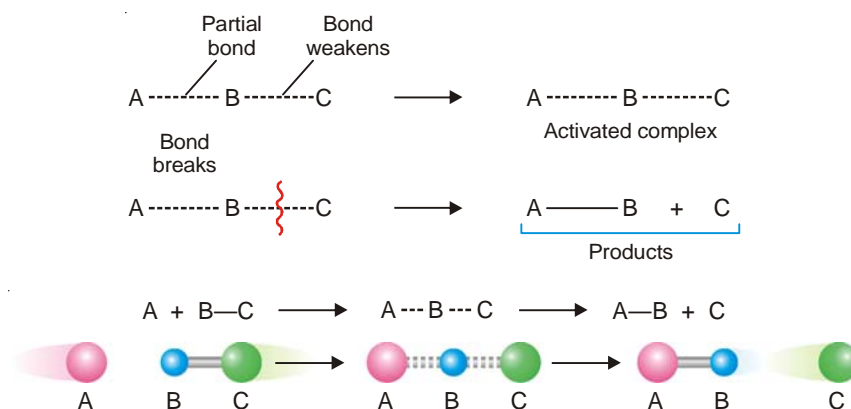 Partial bond
Bond weakens
A ------- B ------- C ⟶ A ------- B ------- C
Activated complex
Bond breaks
A ------- B ------- C ⟶ A —— B + C
Products
A + B—C ⟶ A ---B --- C ⟶ A—B + C
A B C A B C A B C